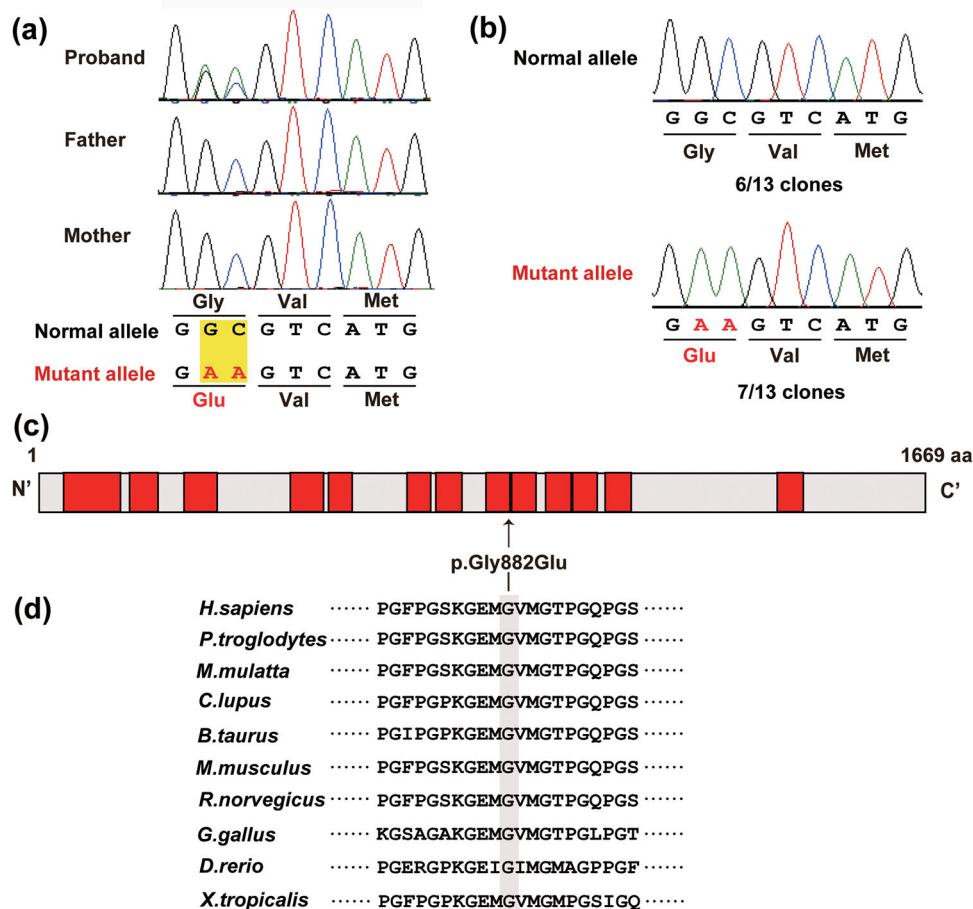 (a)
Proband
Father
Mother
Gly Val Met
Normal allele G G C G T C A T G
Mutant allele G A A G T C A T G
Glu Val Met
(b)
Normal allele
G G C G T C A T G
Gly Val Met
6/13 clones
Mutant allele
G A A G T C A T G
Glu Val Met
7/13 clones
(c)
1 1669 aa
N' C'
p.Gly882Glu
(d)
H.sapiens ······ PGFPGSKGEMGVMGTPGQPGS ······
P.troglodytes ······ PGFPGSKGEMGVMGTPGQPGS ······
M.mulatta ······ PGFPGSKGEMGVMGTPGQPGS ······
C.lupus ······ PGFPGPKGEMGVMGTPGQPGS ······
B.taurus ······ PGIPGPKGEMGVMGTPGQPGS ······
M.musculus ······ PGFPGSKGEMGVMGTPGQPGS ······
R.norvegicus ······ PGFPGSKGEMGVMGTPGQPGS ······
G.gallus ······ KGSAGAKGEMGVMGTPGLPGT ······
D.rerio ······ PGERGPKGEIGIMGMAGPPGF ······
X.tropicalis ······ PGFPGPKGEMGVMGMPGSIGQ ······